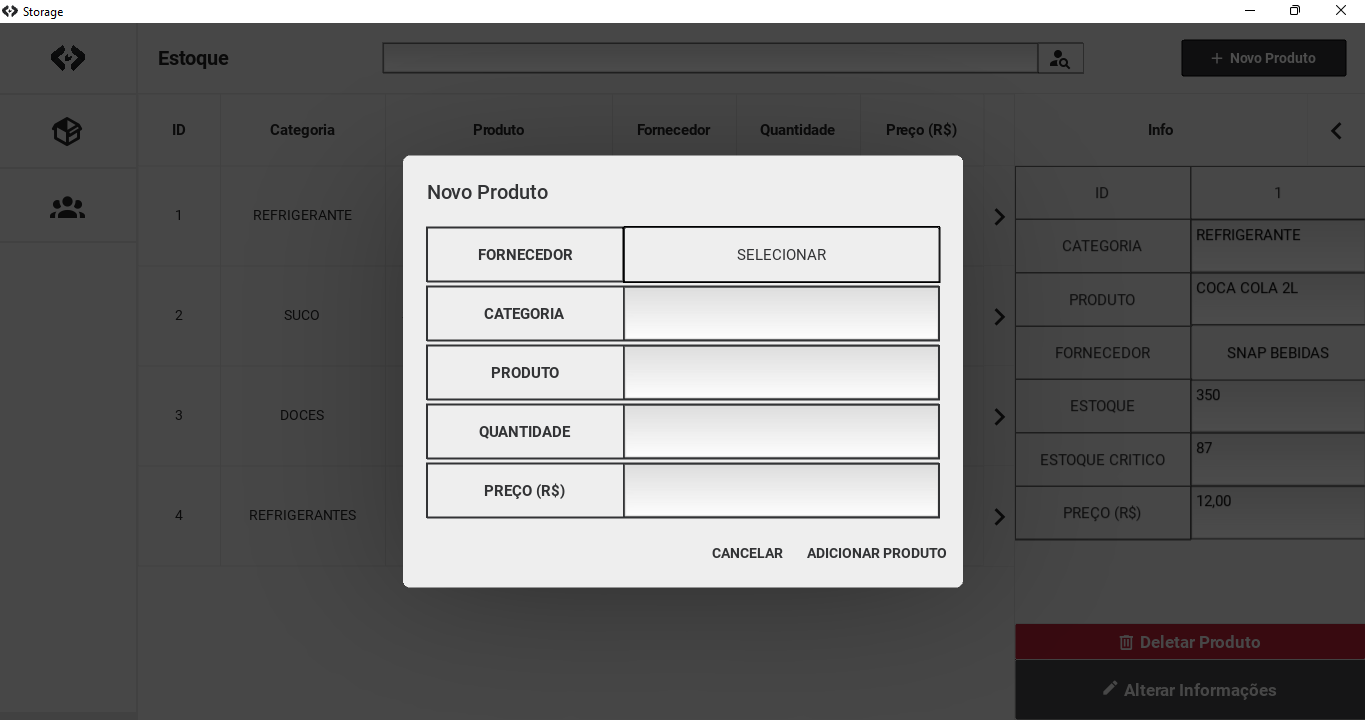 Storage
Estoque
+ Novo Produto
ID Categoria Produto Fornecedor Quantidade Preço (R$) Info
Novo Produto
FORNECEDOR SELECIONAR
CATEGORIA
PRODUTO
QUANTIDADE
PREÇO (R$)
CANCELAR ADICIONAR PRODUTO
1 REFRIGERANTE
2 SUCO
3 DOCES
4 REFRIGERANTES
ID 1
CATEGORIA REFRIGERANTE
PRODUTO COCA COLA 2L
FORNECEDOR SNAP BEBIDAS
ESTOQUE 350
ESTOQUE CRITICO 87
PREÇO (R$) 12,00
Deletar Produto
Alterar Informações